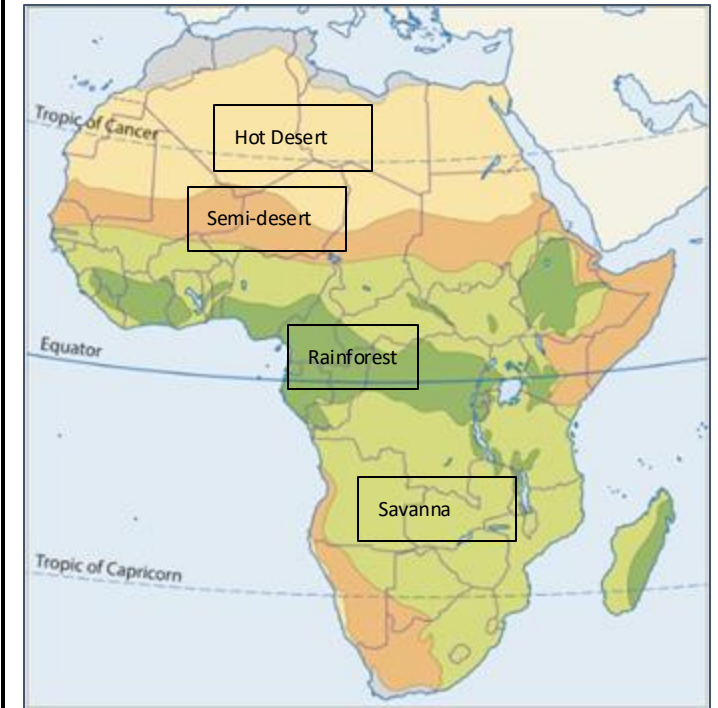 Tropic of Cancer
Hot Desert
Semi-desert
Equator
Rainforest
Savanna
Tropic of Capricorn